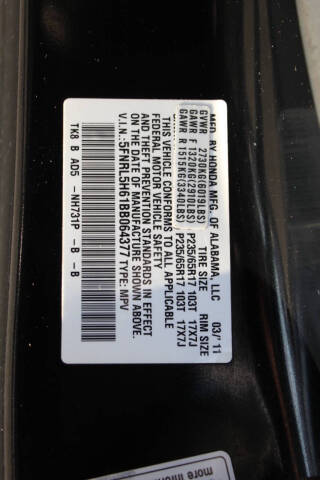 MFD. BY HONDA MFG. OF ALABAMA, LLC 03/'11
GVWR 2730KG(6019LBS) TIRE SIZE RIM SIZE
GAWR F 1320KG(2910LBS) P235/65R17 103T 17X7J
GAWR R 1515KG(3340LBS) P235/65R17 103T 17X7J
THIS VEHICLE CONFORMS TO ALL APPLICABLE
FEDERAL MOTOR VEHICLE SAFETY
AND THEFT PREVENTION STANDARDS IN EFFECT
ON THE DATE OF MANUFACTURE SHOWN ABOVE.
V.I.N.:5FNRL5H61BB064377 TYPE: MPV
TK8 B AD5 -NH731P -B -B
more